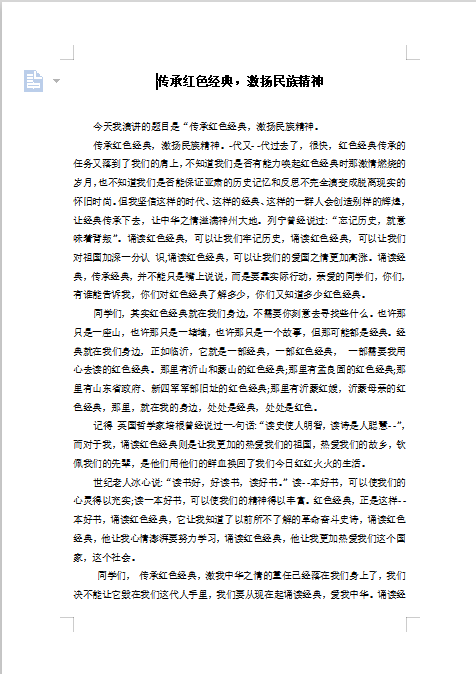 传承红色经典，激扬民族精神
今天我演讲的题目是“传承红色经典，激扬民族精神。
传承红色经典，激扬民族精神。-代又- -代过去了，很快，红色经典传承的
任务又落到了我们的肩上，不知道我们是否有能力唤起红色经典时那激情燃烧的
岁月，也不知道我们是否能保证亚肃的历史记忆和反思不完全演变成脱离现实的
怀旧时尚。但我坚信这样的时代、这样的经典、这样的一群人会创造别样的辉煌，
让经典传承下去，让中华之情溢满神州大地。列宁曾经说过：“忘记历史，就意
味着背叛”。诵读红色经典，可以让我们牢记历史，诵读红色经典，可以让我们
对祖国加深一分认 识,诵读红色经典，可以让我们的爱国之情更加高涨。诵读经
典，传承经典，并不能只是嘴上说说，而是要靠实际行动，亲爱的同学们，你们，
有谁能告诉我，你们对红色经典了解多少，你们又知道多少红色经典。
同学们，其实红色经典就在我们身边，不需要你刻意去寻找些什么。也许那
只是一座山，也许那只是一堵墙，也许那只是一个故事，但那可能都是经典。经
典就在我们身边，正如临沂，它就是一部经典，一部红色经典， 一部需要我用
心去读的红色经典。那里有沂山和蒙山的红色经典;那里有孟良固的红色经典;那
里有山东省政府、新四军军部旧址的红色经典;那里有沂蒙红嫂，沂蒙母亲的红
色经典，那里，就在我的身边，处处是经典，处处是红色。
记得 英国哲学家培根曾经说过一句话:“读史使人明智，读诗是人聪慧--”，
而对于我，诵读红色经典则是让我更加的热爱我们的祖国，热爱我们的故乡，钦
佩我们的先辈，是他们用他们的鲜血换回了我们今日红红火火的生活。
世纪老人冰心说:“读书好，好读书，读好书。”读--本好书，可以使我们的
心灵得以充实;读一本好书，可以使我们的精神得以丰富。红色经典，正是这样--
本好书，诵读红色经典，它让我知道了以前所不了解的革命奋斗史诗，诵读红色
经典，他让我心情澎湃要努力学习，诵读红色经典，他让我更加热爱我们这个国
家，这个社会。
同学们， 传承红色经典，激我中华之情的重任已经落在我们身上了，我们
决不能让它毁在我们这代人手里，我们要从现在起诵读经典，爱我中华。诵读经